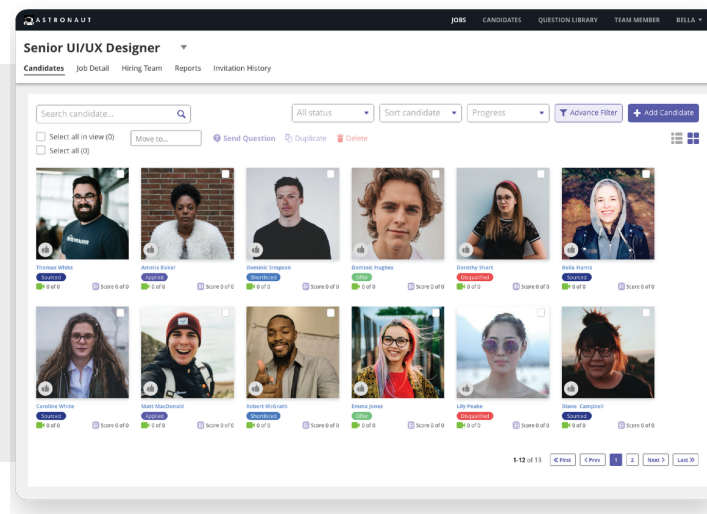 ASTRONAUT
JOBS CANDIDATES QUESTION LIBRARY TEAM MEMBER BELLA
Senior UI/UX Designer
Candidates Job Detail Hiring Team Reports Invitation History
Search candidate... All status Sort candidate Progress Advance Filter Add Candidate
Select all in view (0) Move to... Send Question Duplicate Delete
Select all (0)
Thomas White Amelia Baker Dominic Simpson Dominic Hughes Dorothy Short Bella Harris
Sourced Applied Shortlisted Offer Disqualified Sourced
0 of 0 Score 0 of 0 0 of 0 Score 0 of 0 0 of 0 Score 0 of 0 0 of 0 Score 0 of 0 0 of 0 Score 0 of 0 0 of 0 Score 0 of 0
Caroline White Matt MacDonald Robert McGrath Emma Jones Lily Peake Diane Campbell
Sourced Applied Shortlisted Offer Disqualified Sourced
0 of 0 Score 0 of 0 0 of 0 Score 0 of 0 0 of 0 Score 0 of 0 0 of 0 Score 0 of 0 0 of 0 Score 0 of 0 0 of 0 Score 0 of 0
1-12 of 13 << First < Prev 1 2 Next > Last >>